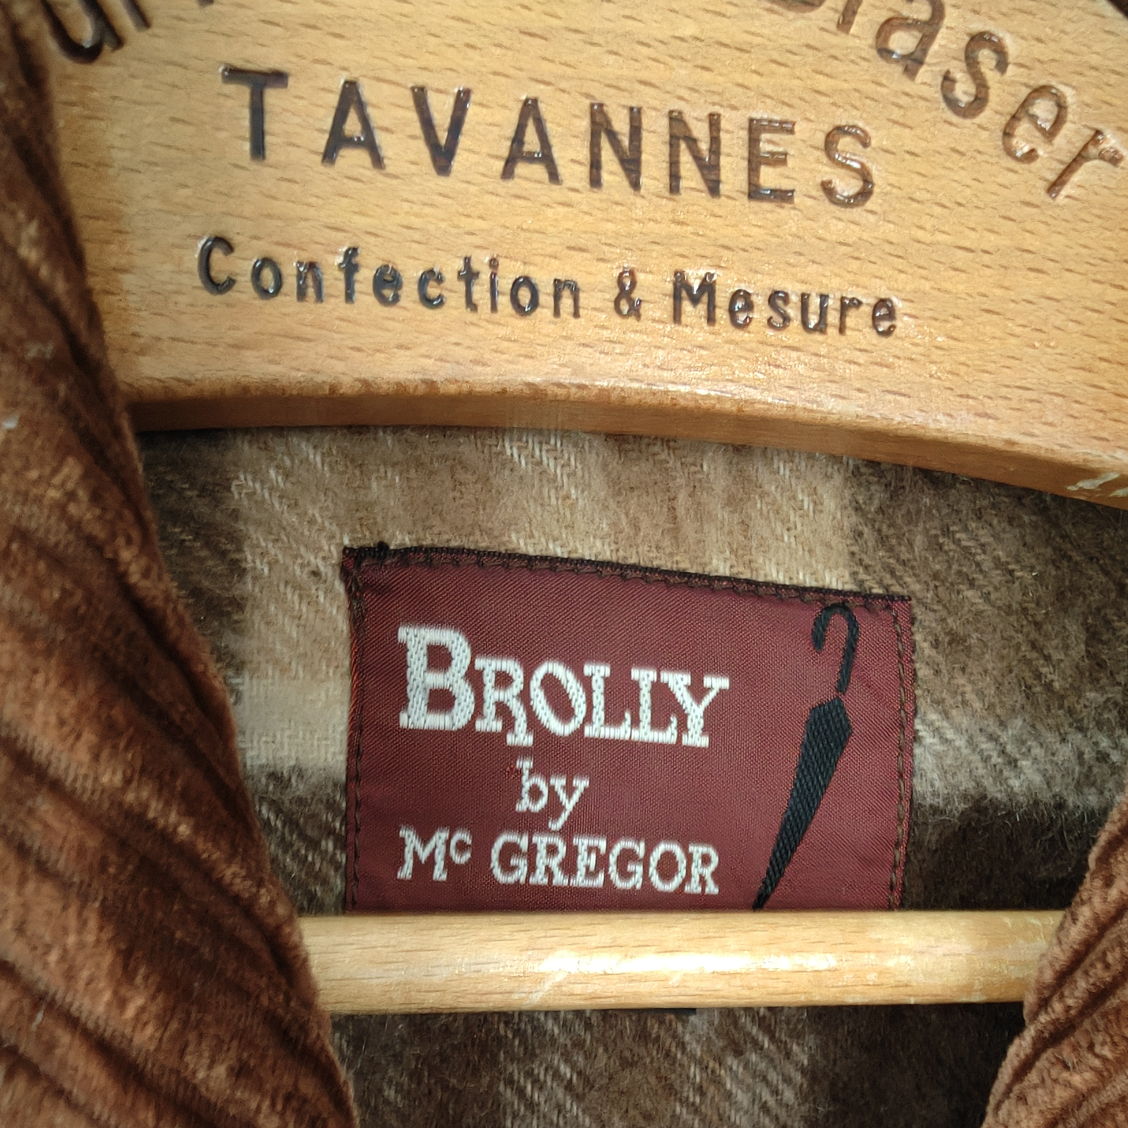 TAVANNES
Confection & Mesure
BROLLY
by
Mc GREGOR